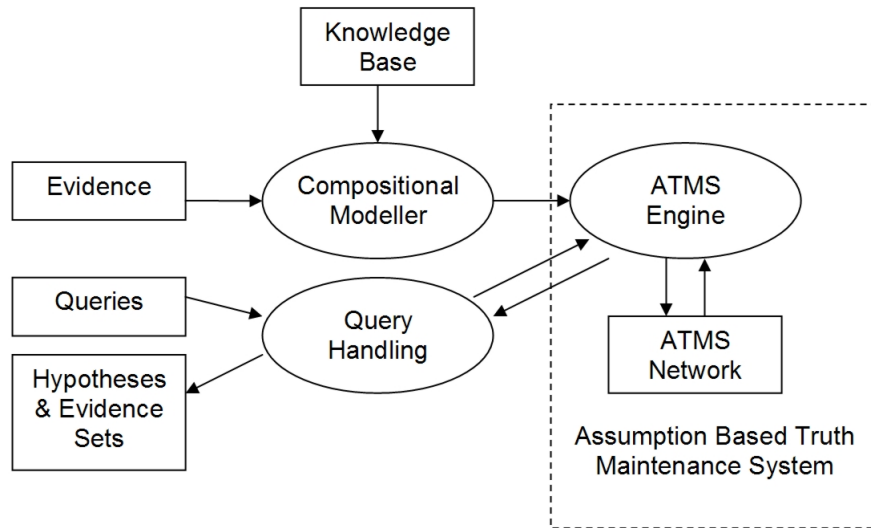 Knowledge
Base
Evidence
Compositional
Modeller
ATMS
Engine
Queries
Query
Handling
ATMS
Network
Hypotheses
& Evidence
Sets
Assumption Based Truth
Maintenance System